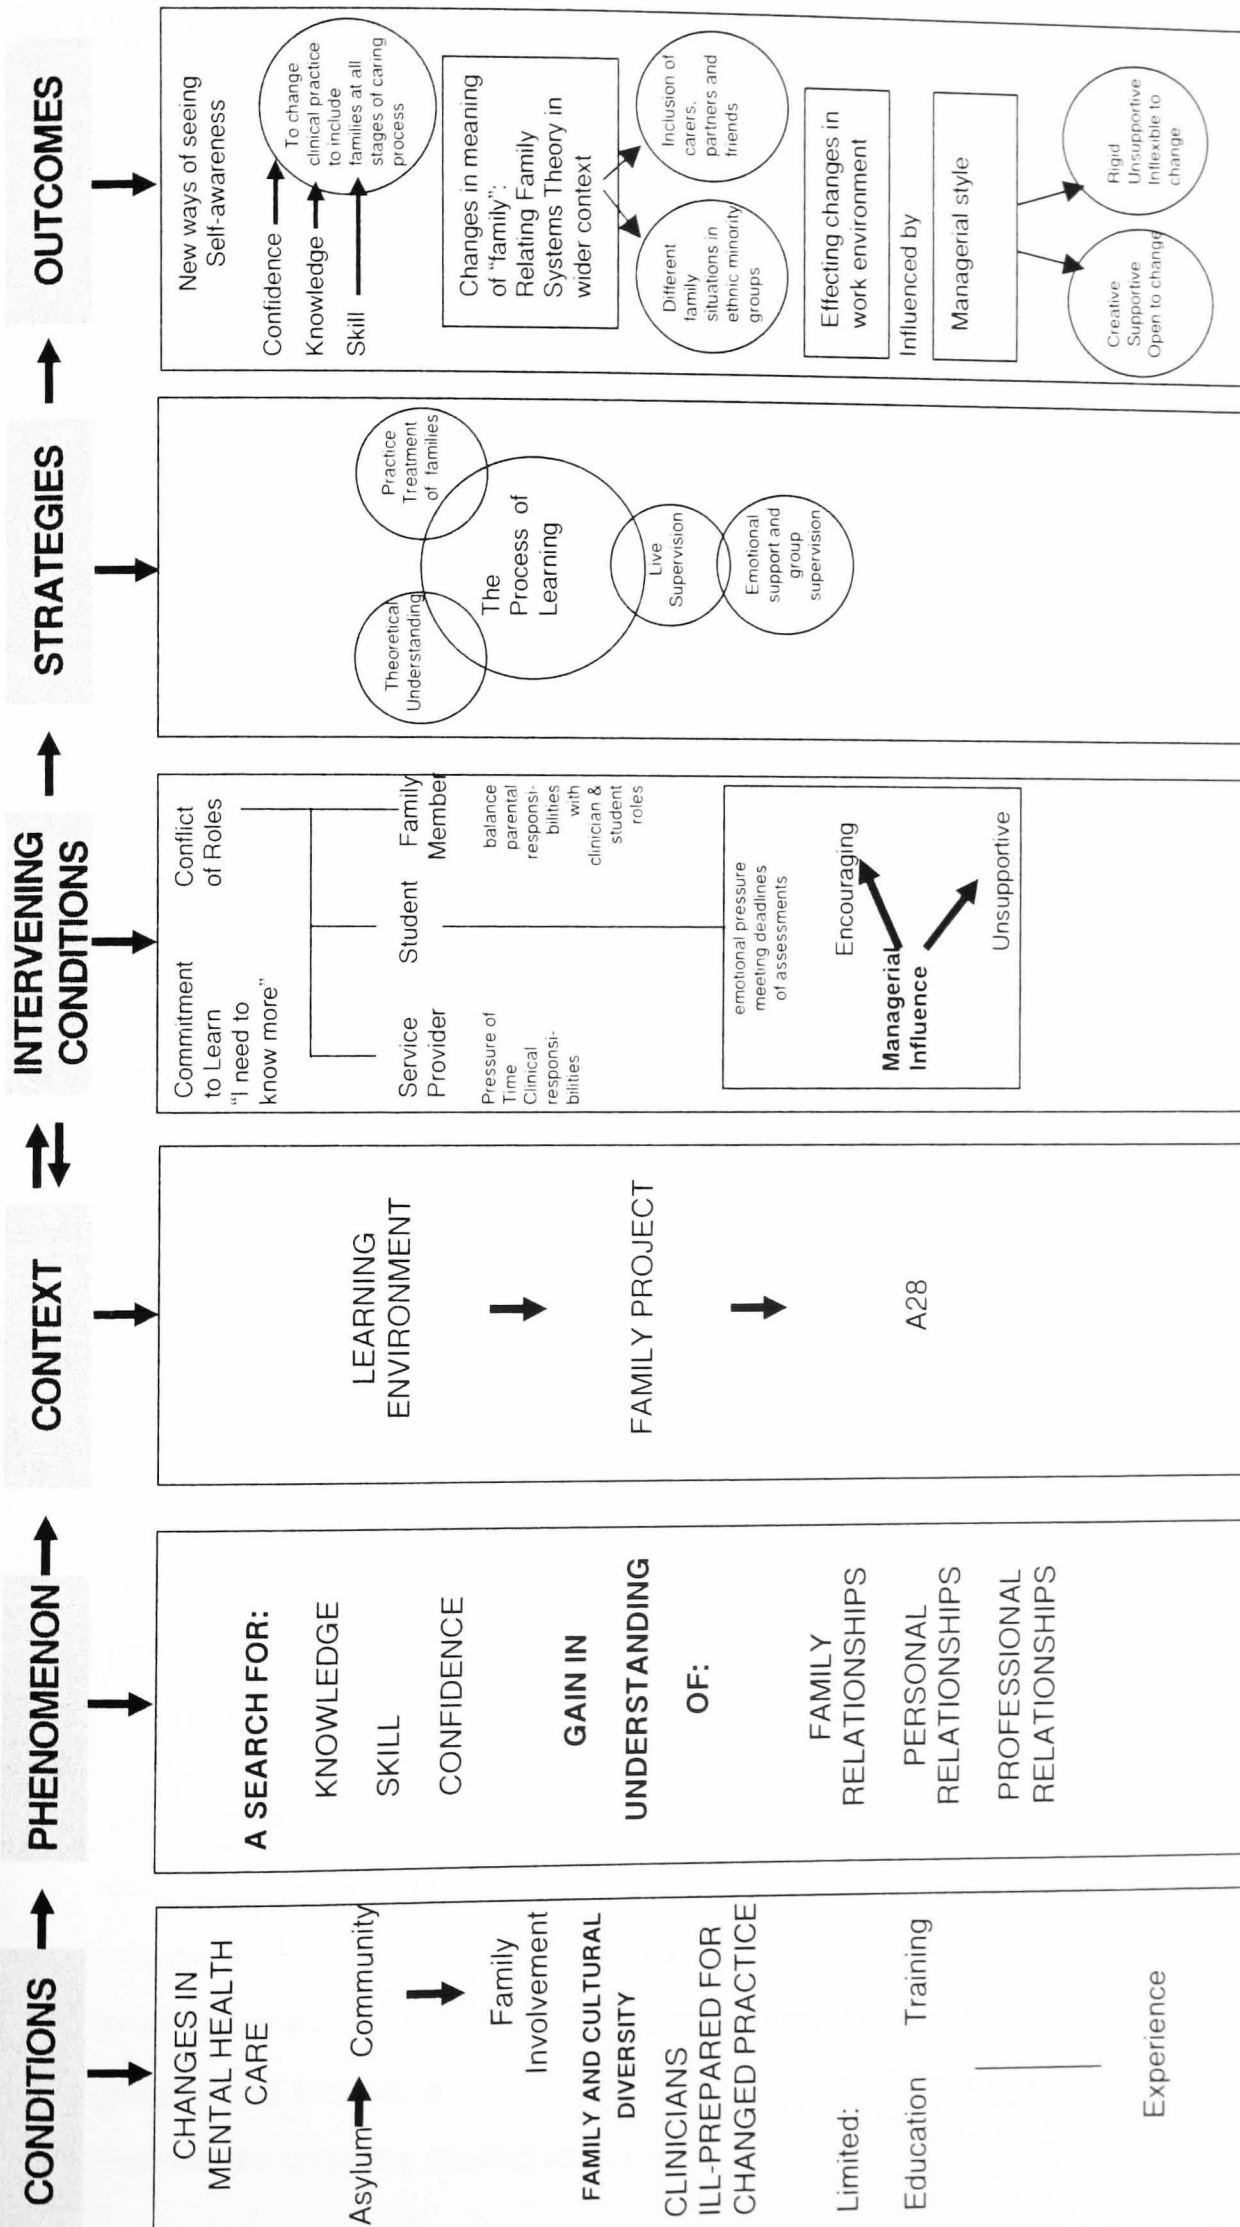 CONDITIONS
CHANGES IN
MENTAL HEALTH
CARE
Asylum
Community
Family
Involvement
FAMILY AND CULTURAL
DIVERSITY
CLINICIANS
ILL-PREPARED FOR
CHANGED PRACTICE
Limited:
Education
Training
Experience
PHENOMENON
A SEARCH FOR:
KNOWLEDGE
SKILL
CONFIDENCE
GAIN IN
UNDERSTANDING
OF:
FAMILY
RELATIONSHIPS
PERSONAL
RELATIONSHIPS
PROFESSIONAL
RELATIONSHIPS
CONTEXT
LEARNING
ENVIRONMENT
FAMILY PROJECT
A28
INTERVENING
CONDITIONS
Commitment
to Learn
"I need to
know more"
Conflict
of Roles
Service
Provider
Student
Family
Member
Pressure of
Time
Clinical
responsi-
bilities
balance
parental
responsi-
bilities
with
clinician &
student
roles
emotional pressure
meeting deadlines
of assessments
Encouraging
Managerial
Influence
Unsupportive
STRATEGIES
Theoretical
Understanding
Practice
Treatment
of families
The
Process of
Learning
Live
Supervision
Emotional
support and
group
supervision
OUTCOMES
New ways of seeing
Self-awareness
Confidence
Knowledge
Skill
To change
clinical practice
to include
families at all
stages of caring
process
Changes in meaning
of "family":
Relating Family
Systems Theory in
wider context
Different
family
situations in
ethnic minority
groups
Inclusion of
carers,
partners and
friends
Effecting changes in
work environment
Influenced by
Managerial style
Creative
Supportive
Open to change
Rigid
Unsupportive
Inflexible to
change